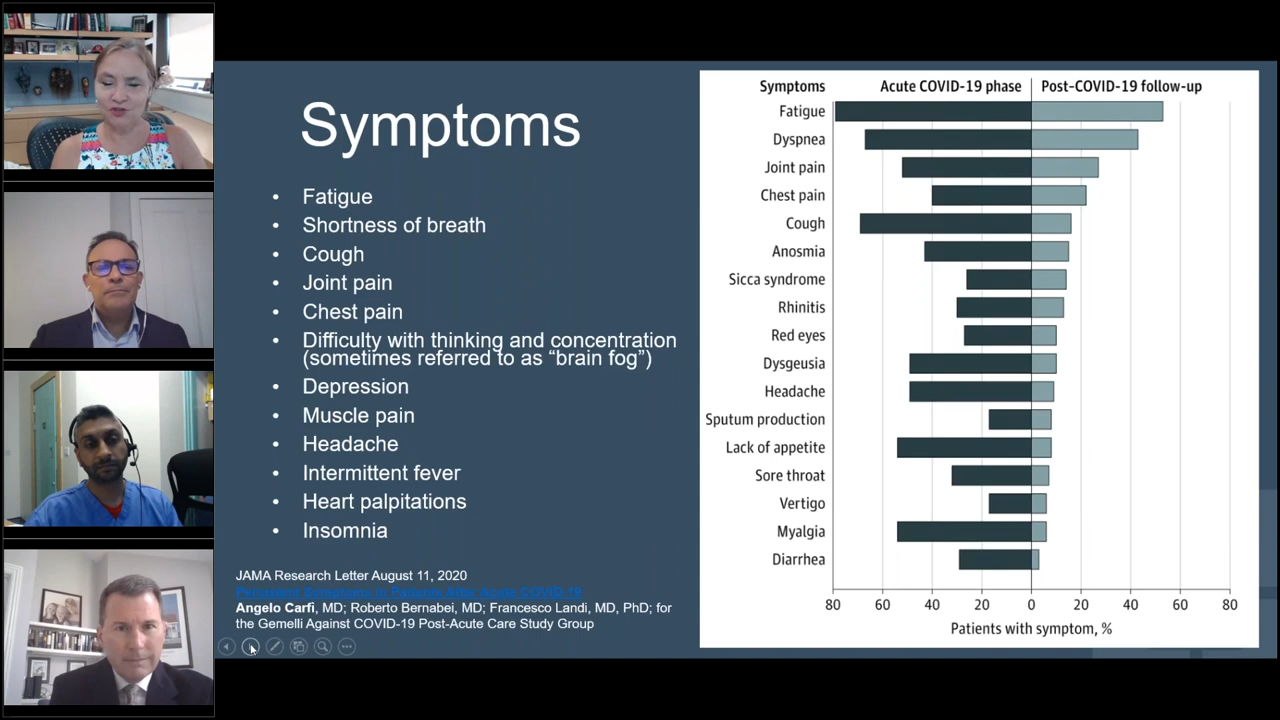 Symptoms
• Fatigue
• Shortness of breath
• Cough
• Joint pain
• Chest pain
• Difficulty with thinking and concentration
(sometimes referred to as “brain fog”)
• Depression
• Muscle pain
• Headache
• Intermittent fever
• Heart palpitations
• Insomnia
JAMA Research Letter August 11, 2020
Persistent Symptoms in Patients After Acute COVID-19
Angelo Carfì, MD; Roberto Bernabei, MD; Francesco Landi, MD, PhD; for
the Gemelli Against COVID-19 Post-Acute Care Study Group
Symptoms Acute COVID-19 phase Post-COVID-19 follow-up
Fatigue
Dyspnea
Joint pain
Chest pain
Cough
Anosmia
Sicca syndrome
Rhinitis
Red eyes
Dysgeusia
Headache
Sputum production
Lack of appetite
Sore throat
Vertigo
Myalgia
Diarrhea
80 60 40 20 0 20 40 60 80
Patients with symptom, %